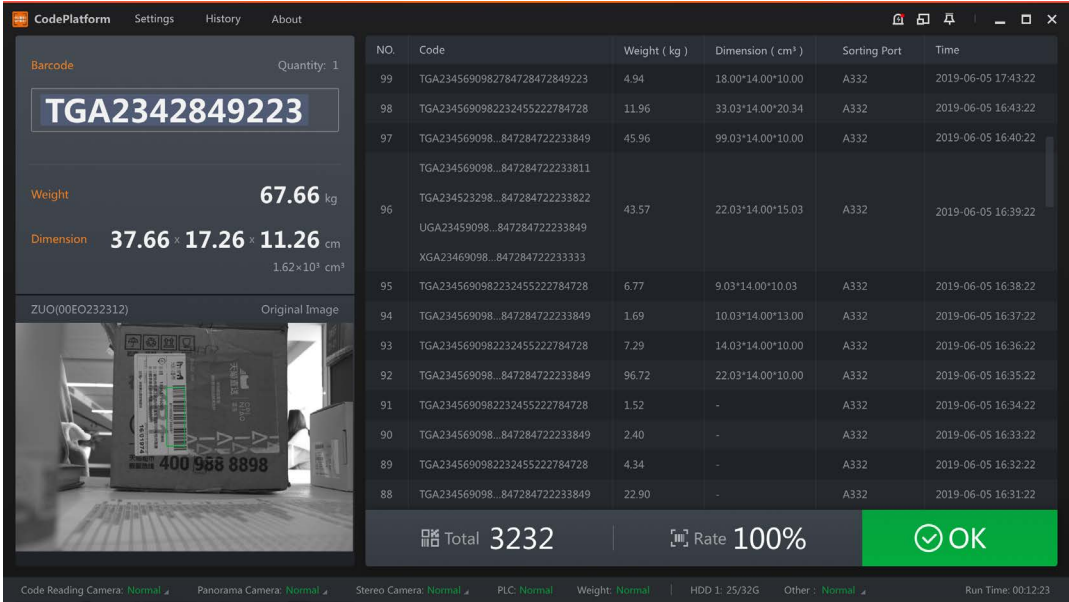 CodePlatform Settings History About
Barcode Quantity: 1
TGA2342849223
Weight 67.66 kg
Dimension 37.66 × 17.26 × 11.26 cm
1.62×10³ cm³
ZUO(00EO232312) Original Image
400 988 8898
NO. Code Weight ( kg ) Dimension ( cm³ ) Sorting Port Time
99 TGA2345690982784728472849223 4.94 18.00*14.00*10.00 A332 2019-06-05 17:43:22
98 TGA2345690982232455222784728 11.96 33.03*14.00*20.34 A332 2019-06-05 16:43:22
97 TGA234569098...847284722233849 45.96 99.03*14.00*10.00 A332 2019-06-05 16:40:22
TGA234569098...847284722233811
TGA234523298...847284722233822
96 43.57 22.03*14.00*15.03 A332 2019-06-05 16:39:22
UGA23459098...847284722233849
XGA23469098...847284722233333
95 TGA2345690982232455222784728 6.77 9.03*14.00*10.03 A332 2019-06-05 16:38:22
94 TGA234569098...847284722233849 1.69 10.03*14.00*13.00 A332 2019-06-05 16:37:22
93 TGA2345690982232455222784728 7.29 14.03*14.00*10.00 A332 2019-06-05 16:36:22
92 TGA234569098...847284722233849 96.72 22.03*14.00*10.00 A332 2019-06-05 16:35:22
91 TGA2345690982232455222784728 1.52 - A332 2019-06-05 16:34:22
90 TGA234569098...847284722233849 2.40 - A332 2019-06-05 16:33:22
89 TGA2345690982232455222784728 4.34 - A332 2019-06-05 16:32:22
88 TGA234569098...847284722233849 22.90 - A332 2019-06-05 16:31:22
Total 3232 Rate 100% OK
Code Reading Camera: Normal Panorama Camera: Normal Stereo Camera: Normal PLC: Normal Weight: Normal HDD 1: 25/32G Other : Normal Run Time: 00:12:23